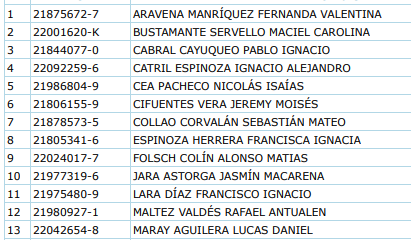 1 21875672-7 ARAVENA MANRÍQUEZ FERNANDA VALENTINA
2 22001620-K BUSTAMANTE SERVELLO MACIEL CAROLINA
3 21844077-0 CABRAL CAYUQUEO PABLO IGNACIO
4 22092259-6 CATRIL ESPINOZA IGNACIO ALEJANDRO
5 21986804-9 CEA PACHECO NICOLÁS ISAÍAS
6 21806155-9 CIFUENTES VERA JEREMY MOISÉS
7 21878573-5 COLLAO CORVALÁN SEBASTIÁN MATEO
8 21805341-6 ESPINOZA HERRERA FRANCISCA IGNACIA
9 22024017-7 FOLSCH COLÍN ALONSO MATIAS
10 21977319-6 JARA ASTORGA JASMÍN MACARENA
11 21975480-9 LARA DÍAZ FRANCISCO IGNACIO
12 21980927-1 MALTEZ VALDÉS RAFAEL ANTUALEN
13 22042654-8 MARAY AGUILERA LUCAS DANIEL